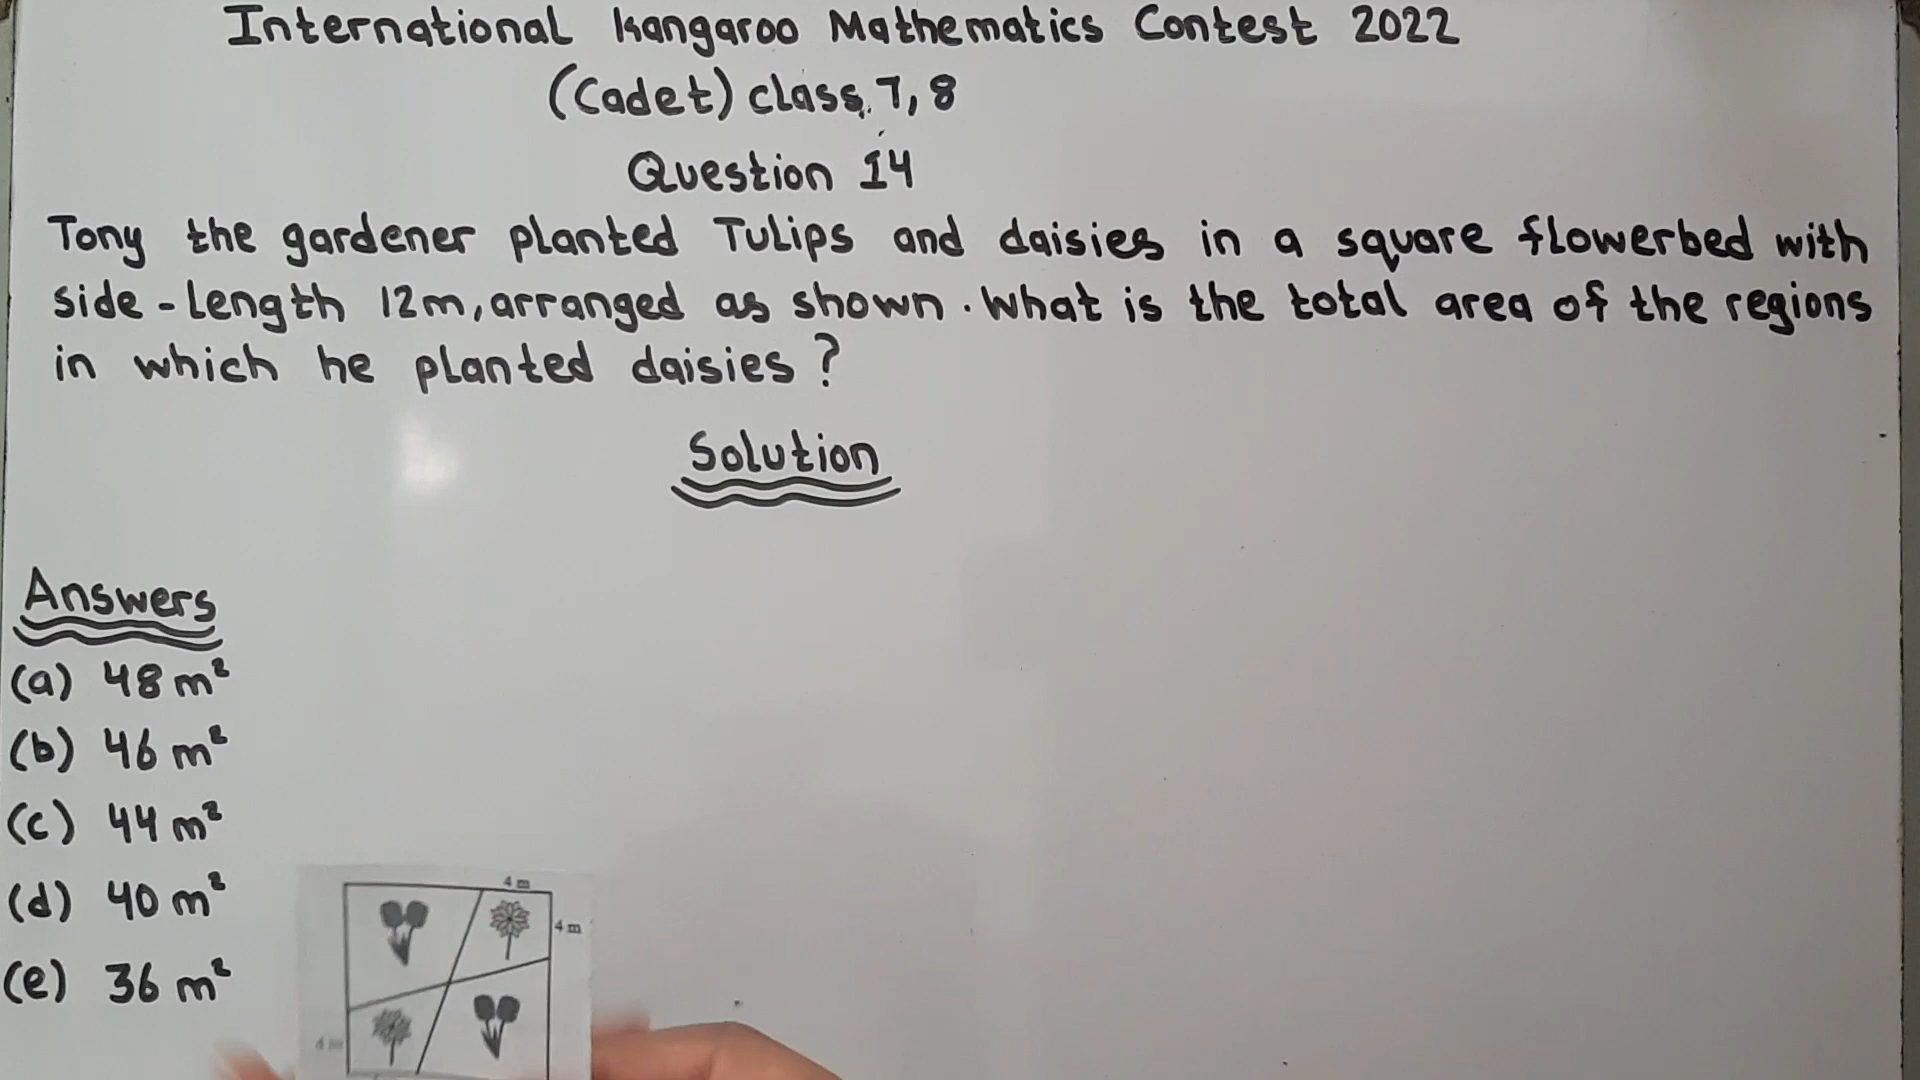 International Kangaroo Mathematics Contest 2022
(Cadet) class 7, 8
Question 14
Tony the gardener planted Tulips and daisies in a square flowerbed with
side-length 12m, arranged as shown. What is the total area of the regions
in which he planted daisies?
Solution
Answers
(a) 48 m²
(b) 46 m²
(c) 44 m²
(d) 40 m²
(e) 36 m²
4 m
4 m
4 m